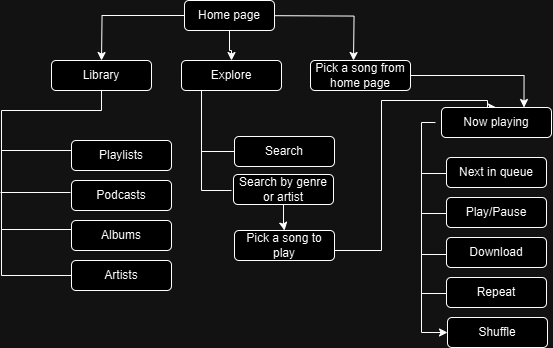 Home page
Library
Explore
Pick a song from
home page
Now playing
Playlists
Podcasts
Albums
Artists
Search
Search by genre
or artist
Pick a song to
play
Next in queue
Play/Pause
Download
Repeat
Shuffle